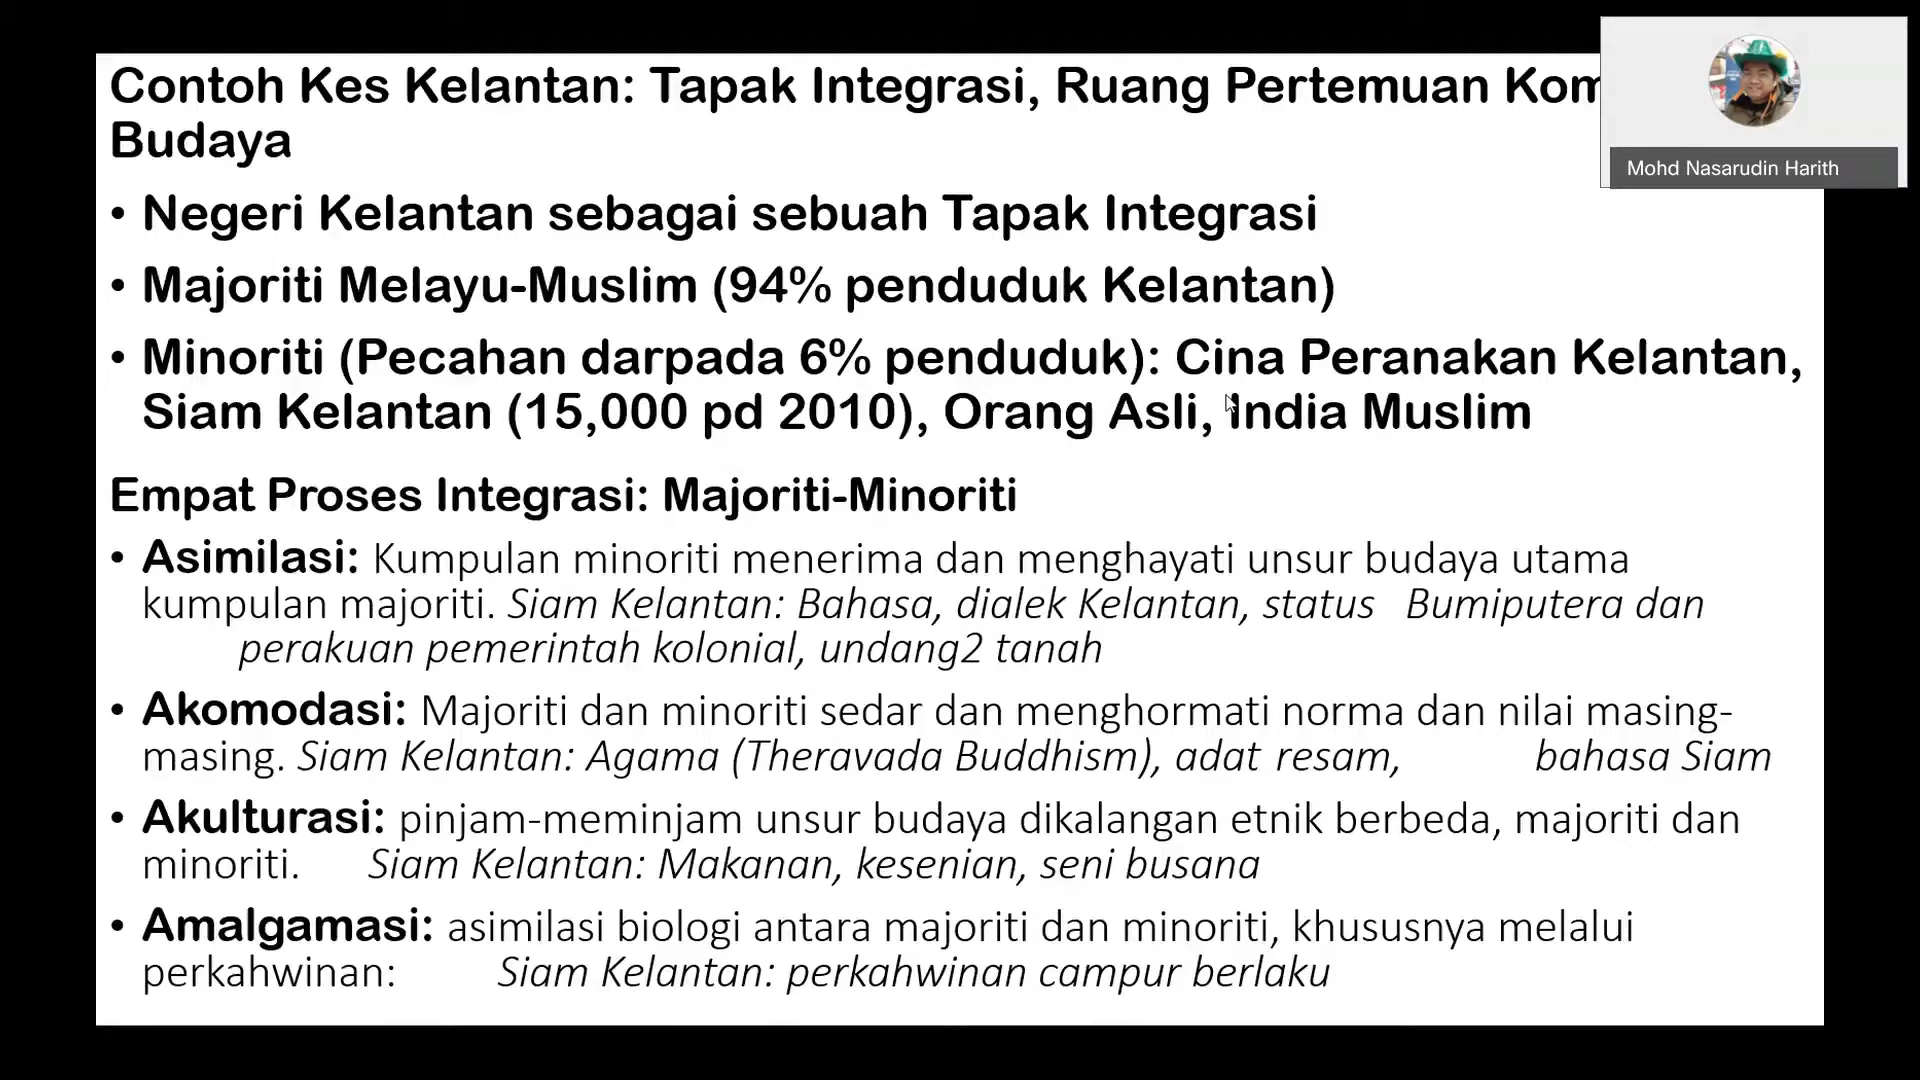 Contoh Kes Kelantan: Tapak Integrasi, Ruang Pertemuan
Budaya
• Negeri Kelantan sebagai sebuah Tapak Integrasi
• Majoriti Melayu-Muslim (94% penduduk Kelantan)
• Minoriti (Pecahan darpada 6% penduduk): Cina Peranakan Kelantan,
Siam Kelantan (15,000 pd 2010), Orang Asli, India Muslim
Empat Proses Integrasi: Majoriti-Minoriti
• Asimilasi: Kumpulan minoriti menerima dan menghayati unsur budaya utama
kumpulan majoriti. Siam Kelantan: Bahasa, dialek Kelantan, status Bumiputera dan
perakuan pemerintah kolonial, undang2 tanah
• Akomodasi: Majoriti dan minoriti sedar dan menghormati norma dan nilai masing-
masing. Siam Kelantan: Agama (Theravada Buddhism), adat resam, bahasa Siam
• Akulturasi: pinjam-meminjam unsur budaya dikalangan etnik berbeda, majoriti dan
minoriti. Siam Kelantan: Makanan, kesenian, seni busana
• Amalgamasi: asimilasi biologi antara majoriti dan minoriti, khususnya melalui
perkahwinan: Siam Kelantan: perkahwinan campur berlaku
Mohd Nasarudin Harith